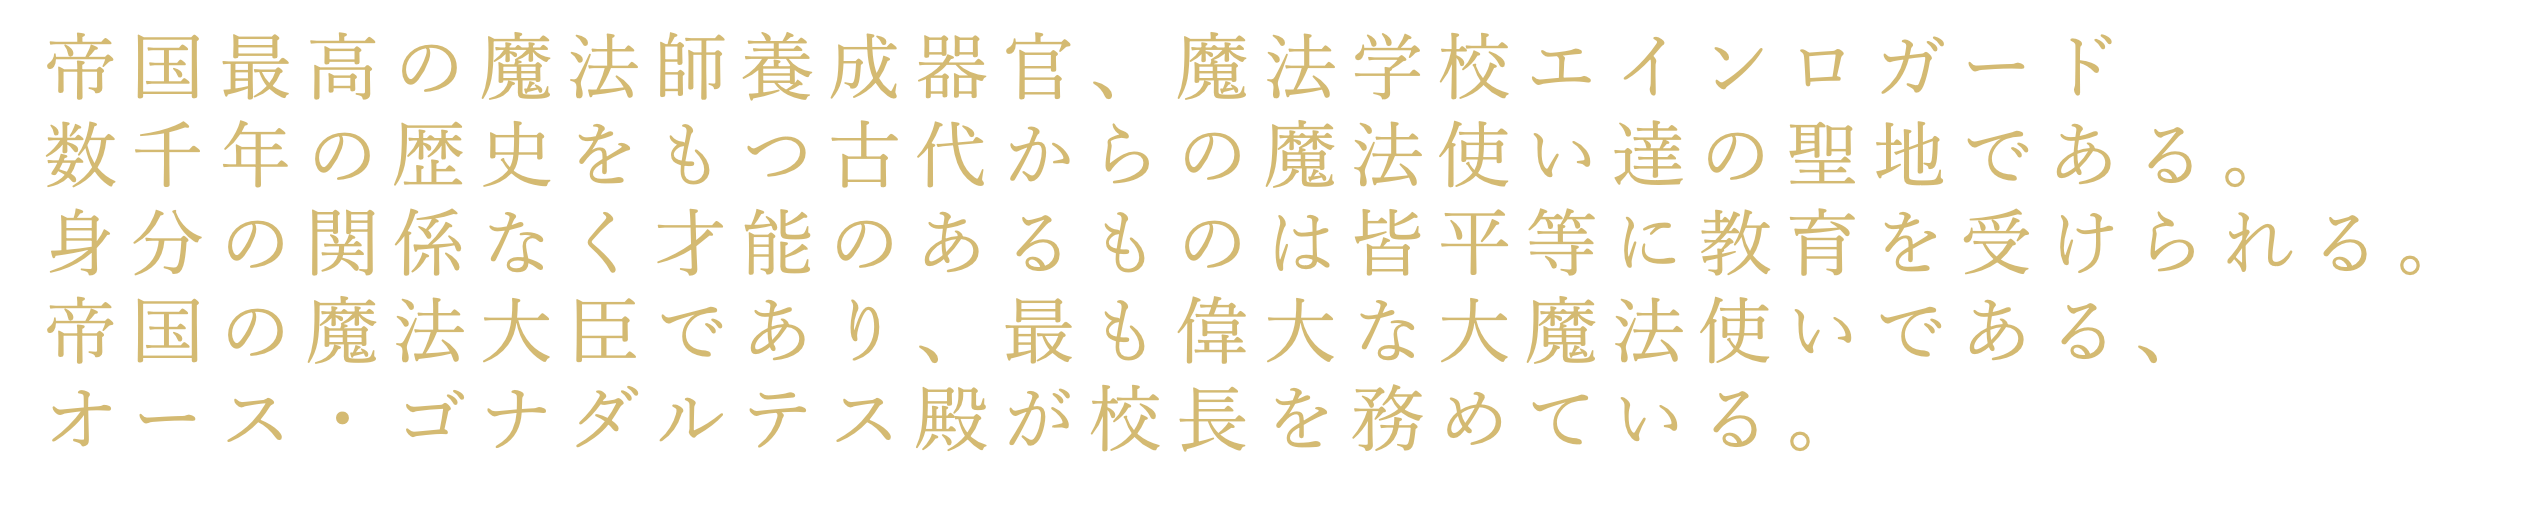 帝国最高の魔法師養成器官、魔法学校エインロガード
数千年の歴史をもつ古代からの魔法使い達の聖地である。
身分の関係なく才能のあるものは皆平等に教育を受けられる。
帝国の魔法大臣であり、最も偉大な大魔法使いである、
オース・ゴナダルテス殿が校長を務めている。